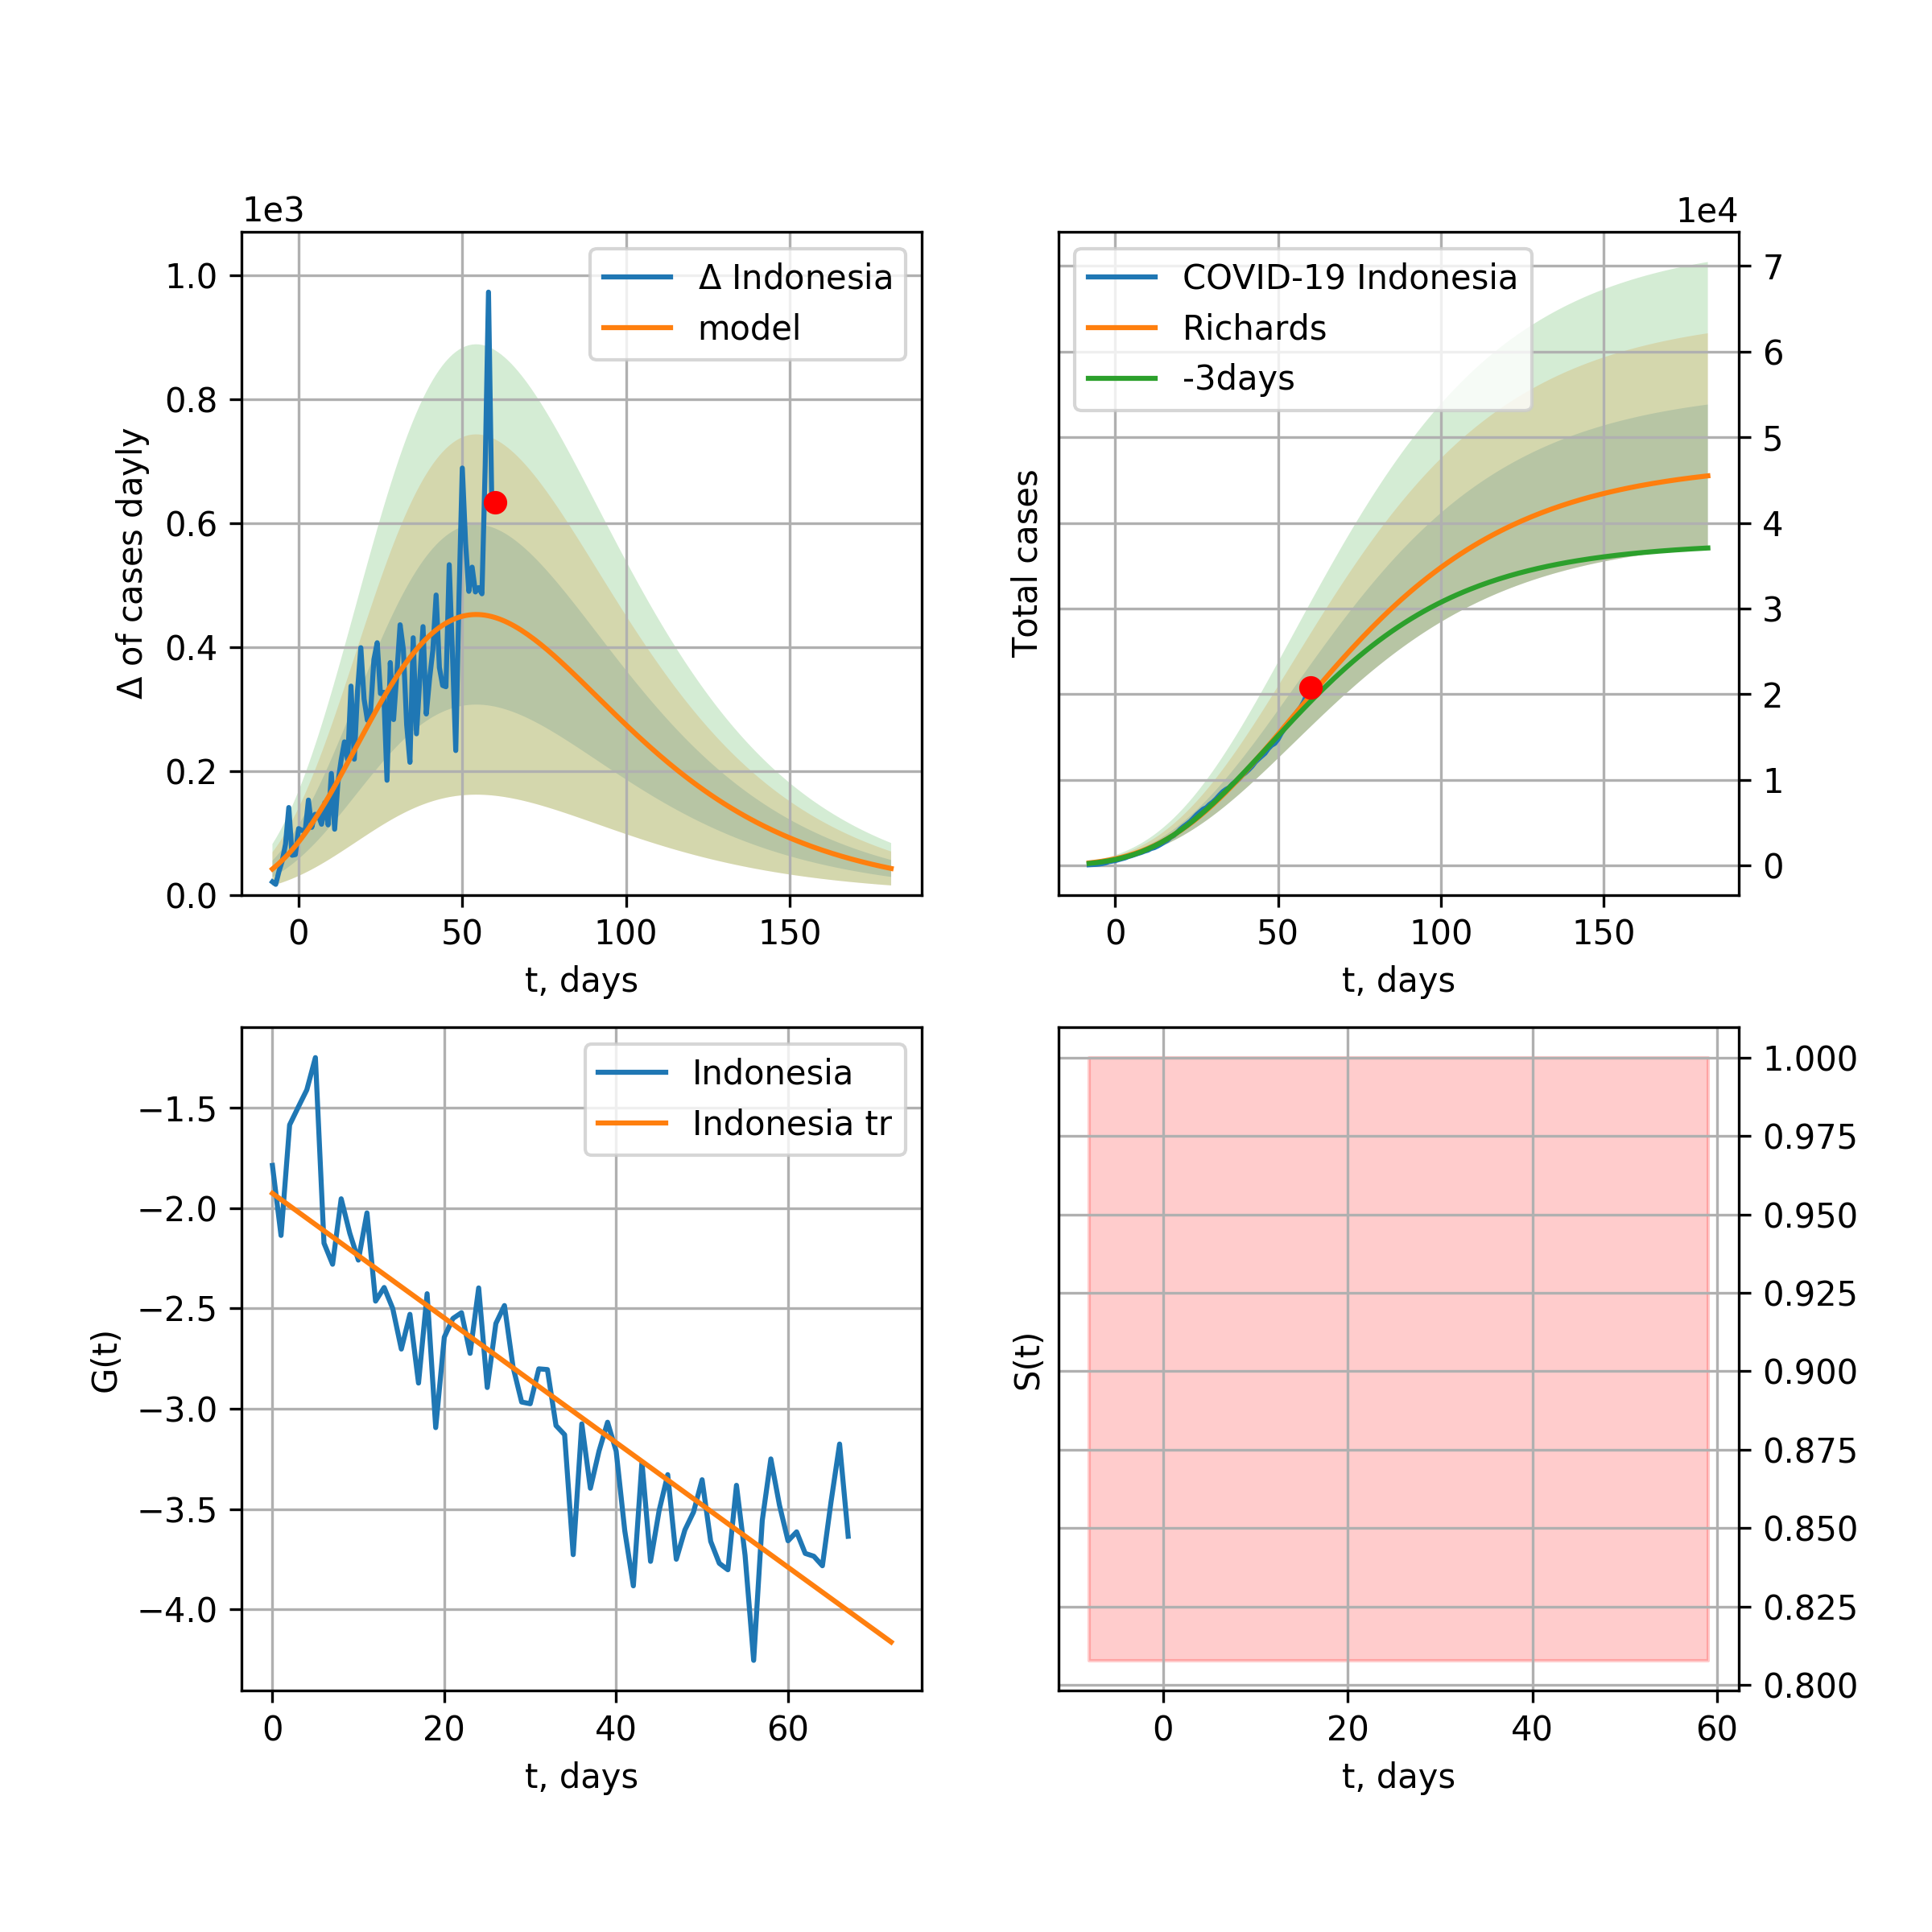 1e3
1.0
0.8
0.6
0.4
0.2
0.0
Δ of cases dayly
Δ Indonesia
model
0 50 100 150
t, days
1e4
7
6
5
4
3
2
1
0
Total cases
COVID-19 Indonesia
Richards
-3days
0 50 100 150
t, days
−1.5
−2.0
−2.5
−3.0
−3.5
−4.0
G(t)
Indonesia
Indonesia tr
0 20 40 60
t, days
1.000
0.975
0.950
0.925
0.900
0.875
0.850
0.825
0.800
S(t)
0 20 40 60
t, days